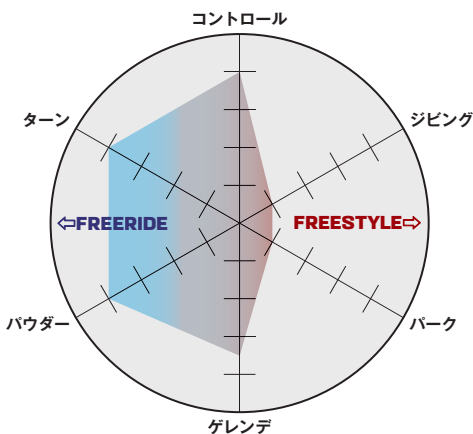 コントロール
ターン
ジビング
⇦FREERIDE
FREESTYLE⇨
パウダー
パーク
ゲレンデ